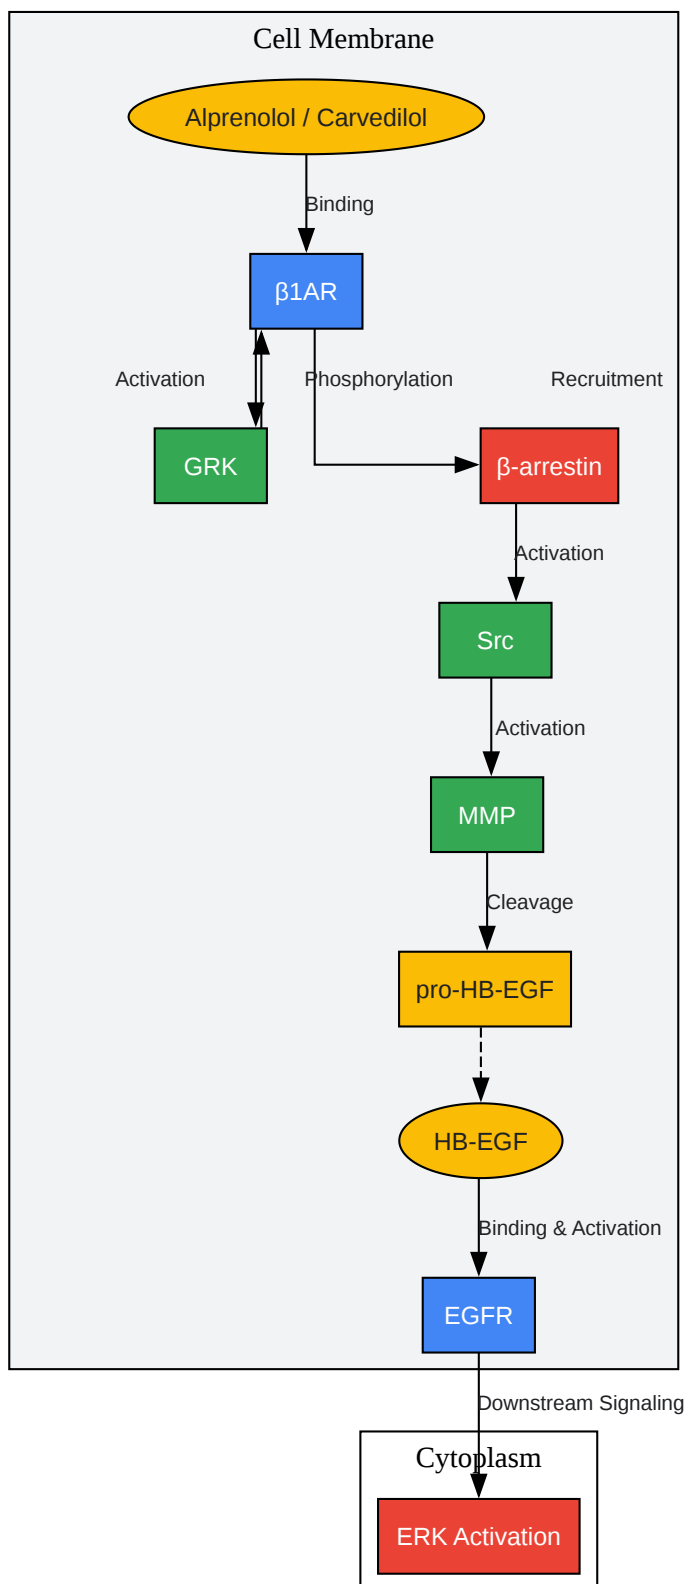 Cell Membrane
Alprenolol / Carvedilol
Binding
β1AR
Activation
Phosphorylation
Recruitment
GRK
β-arrestin
Activation
Src
Activation
MMP
Cleavage
pro-HB-EGF
HB-EGF
Binding & Activation
EGFR
Downstream Signaling
Cytoplasm
ERK Activation